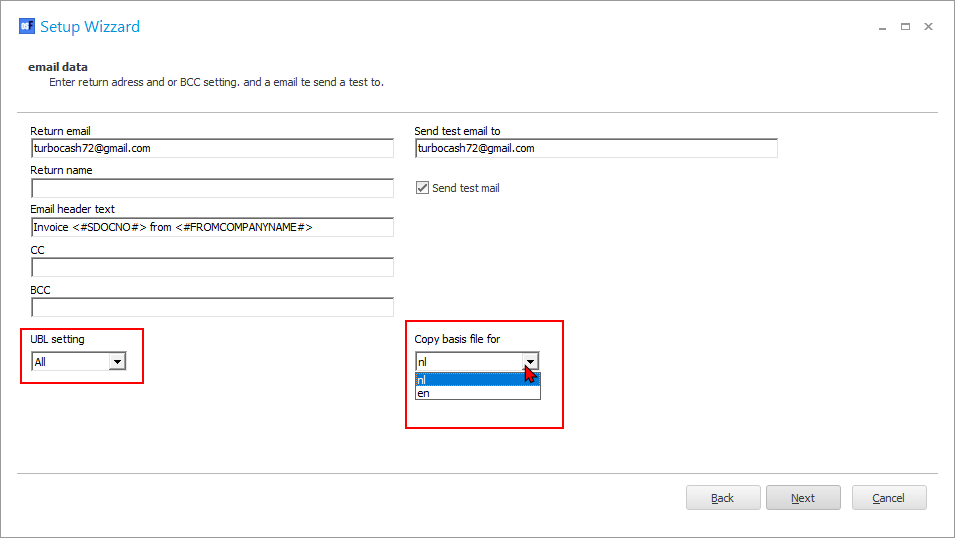 osF Setup Wizzard
email data
Enter return adress and or BCC setting. and a email te send a test to.
Return email
turbocash72@gmail.com
Send test email to
turbocash72@gmail.com
Return name
Send test mail
Email header text
Invoice <#SDOCNO#> from <#FROMCOMPANYNAME#>
CC
BCC
UBL setting
All
Copy basis file for
nl
nl
en
Back Next Cancel